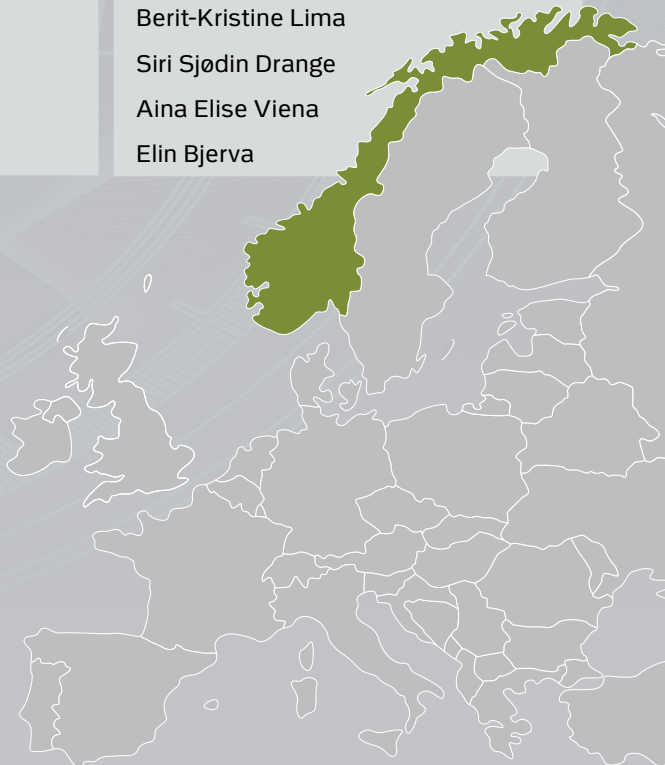 Berit-Kristine Lima
Siri Sjødin Drange
Aina Elise Viena
Elin Bjerva